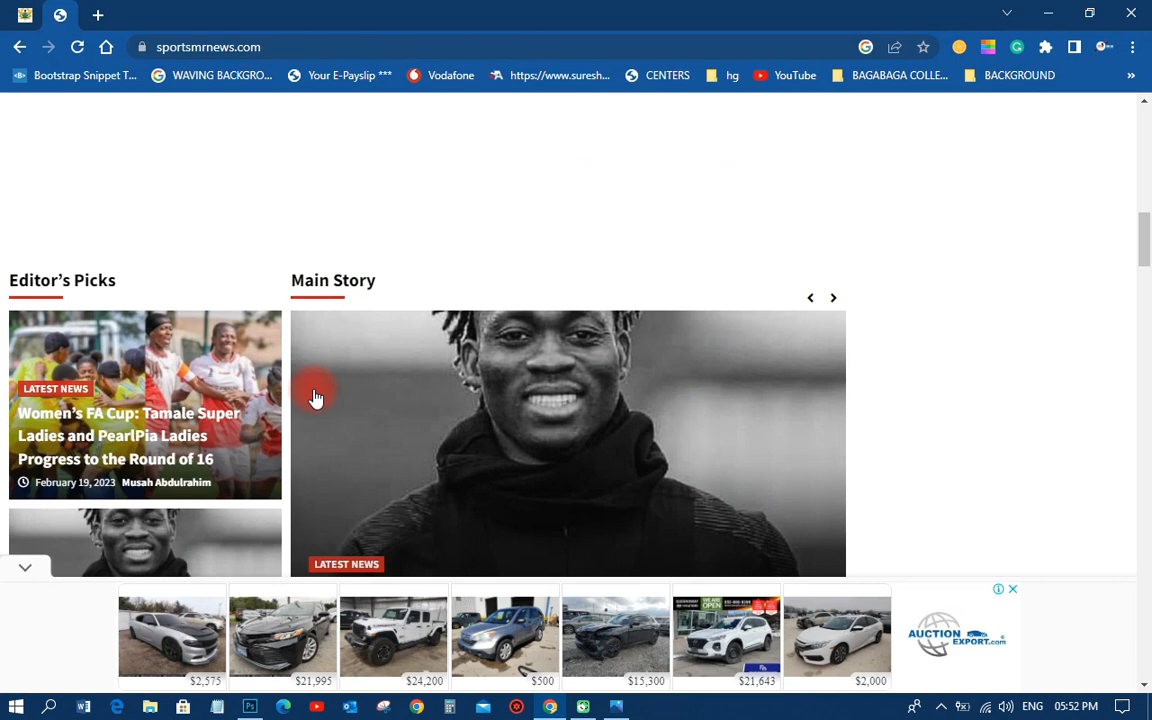 sportsmrnews.com
Bootstrap Snippet T...
WAVING BACKGRO...
Your E-Payslip ***
Vodafone
https://www.suresh...
CENTERS
hg
YouTube
BAGABAGA COLLE...
BACKGROUND
»
Editor's Picks
Main Story
LATEST NEWS
Women's FA Cup: Tamale Super
Ladies and PearlPia Ladies
Progress to the Round of 16
February 19, 2023 Musah Abdulrahim
LATEST NEWS
$2,575
$21,995
$24,200
$500
$15,300
$21,643
$2,000
AUCTION
EXPORT.com
ENG
05:52 PM